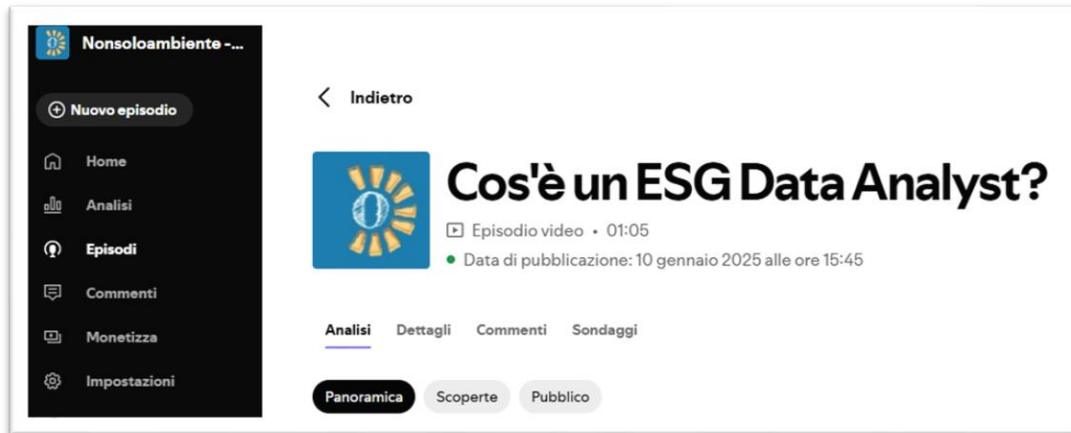 Nonsoloambiente -...
Nuovo episodio
Home
Analisi
Episodi
Commenti
Monetizza
Impostazioni
Indietro
Cos'è un ESG Data Analyst?
Episodio video • 01:05
Data di pubblicazione: 10 gennaio 2025 alle ore 15:45
Analisi Dettagli Commenti Sondaggi
Panoramica Scoperte Pubblico